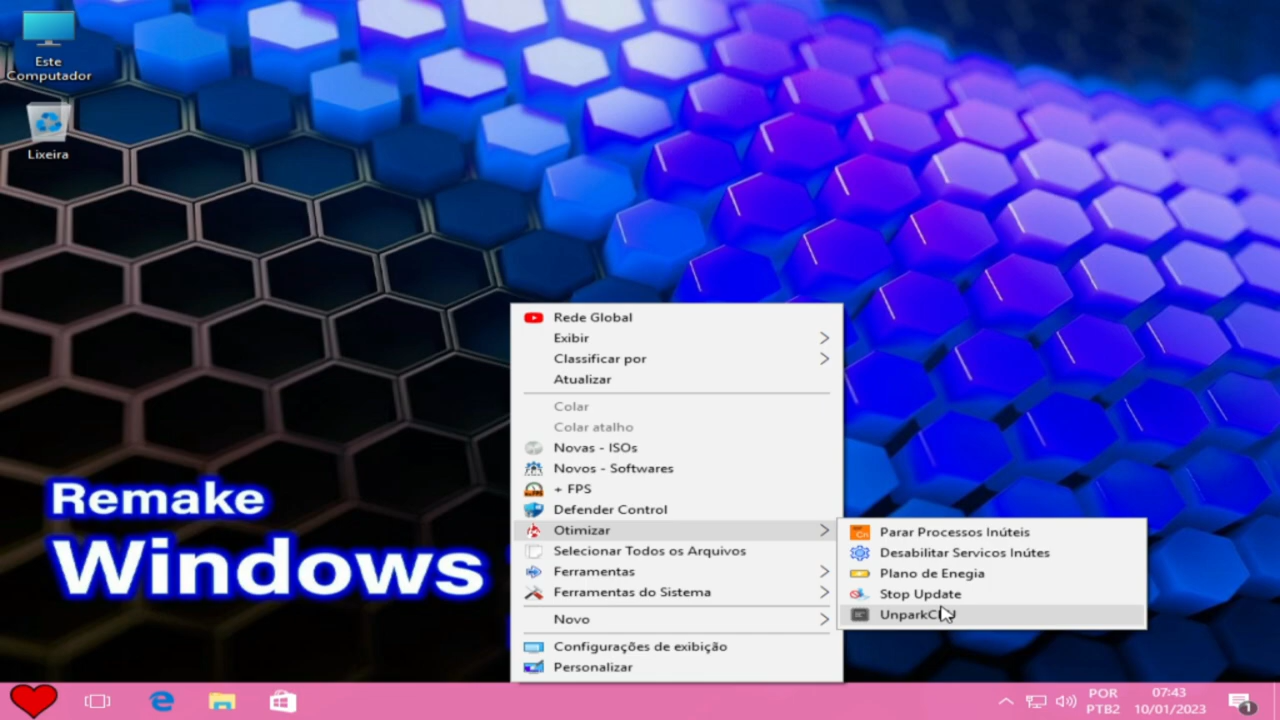 Este
Computador
Lixeira
Remake
Windows
Rede Global
Exibir
Classificar por
Atualizar
Colar
Colar atalho
Novas - ISOs
Novos - Softwares
+ FPS
Defender Control
Otimizar
Selecionar Todos os Arquivos
Ferramentas
Ferramentas do Sistema
Novo
Configurações de exibição
Personalizar
Parar Processos Inúteis
Desabilitar Servicos Inútes
Plano de Enegia
Stop Update
POR
PTB2
07:43
10/01/2023
1